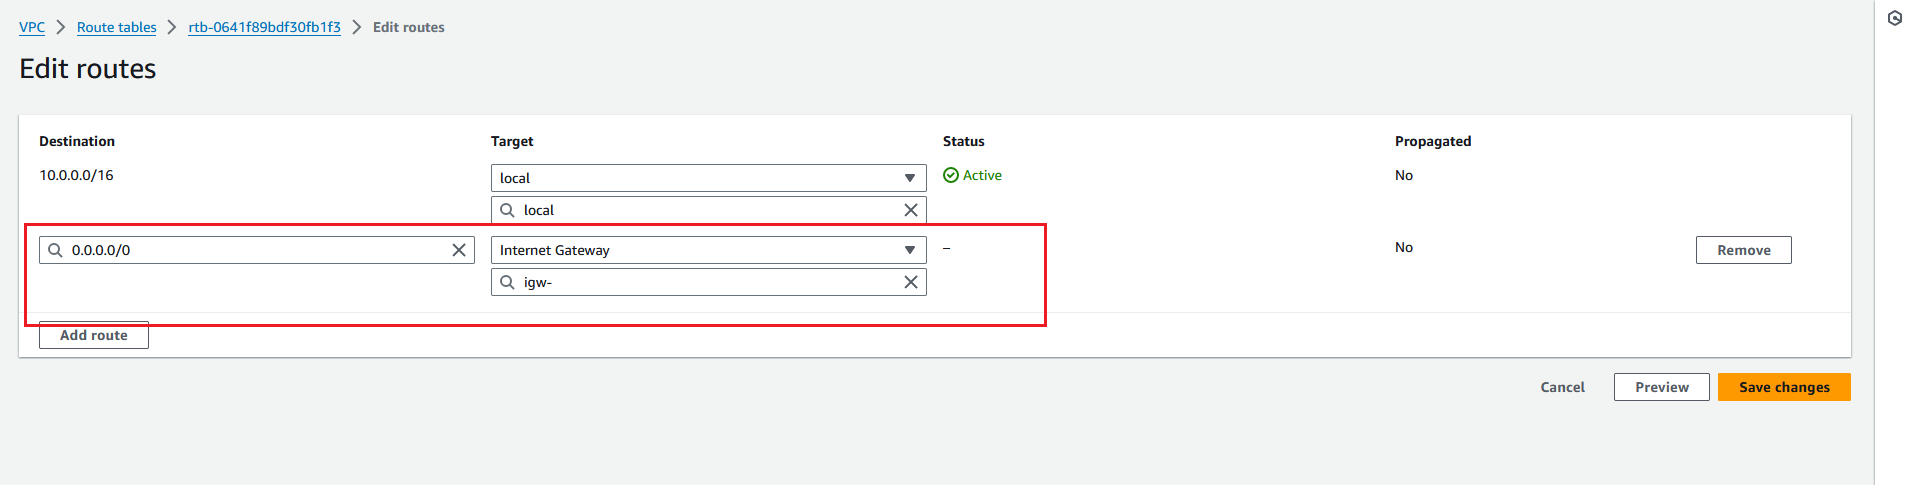 VPC > Route tables > rtb-0641f89bdf30fb1f3 > Edit routes
Edit routes
Destination Target Status Propagated
10.0.0.0/16 local Active No
local
0.0.0.0/0 Internet Gateway – No Remove
igw-
Add route
Cancel Preview Save changes